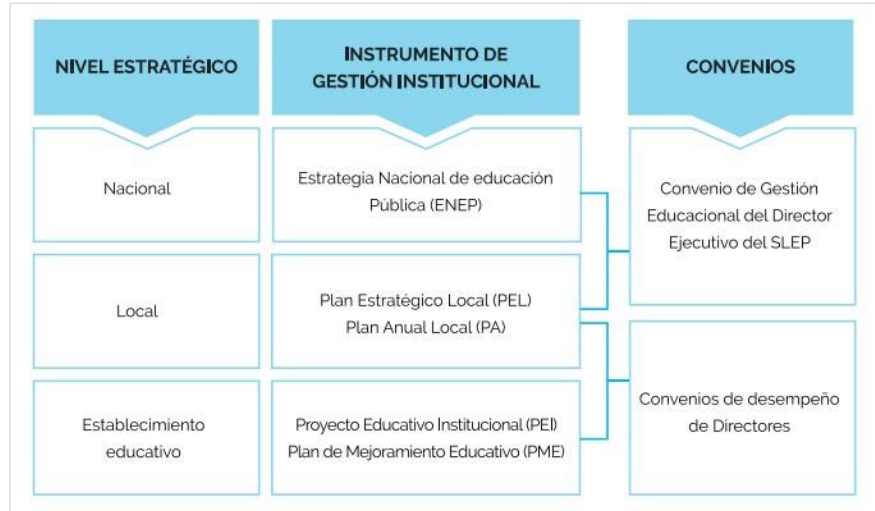 NIVEL ESTRATÉGICO
INSTRUMENTO DE
GESTIÓN INSTITUCIONAL
CONVENIOS
Nacional
Estrategia Nacional de educación
Pública (ENEP)
Convenio de Gestión
Educacional del Director
Ejecutivo del SLEP
Local
Plan Estratégico Local (PEL)
Plan Anual Local (PA)
Establecimiento
educativo
Proyecto Educativo Institucional (PEI)
Plan de Mejoramiento Educativo (PME)
Convenios de desempeño
de Directores